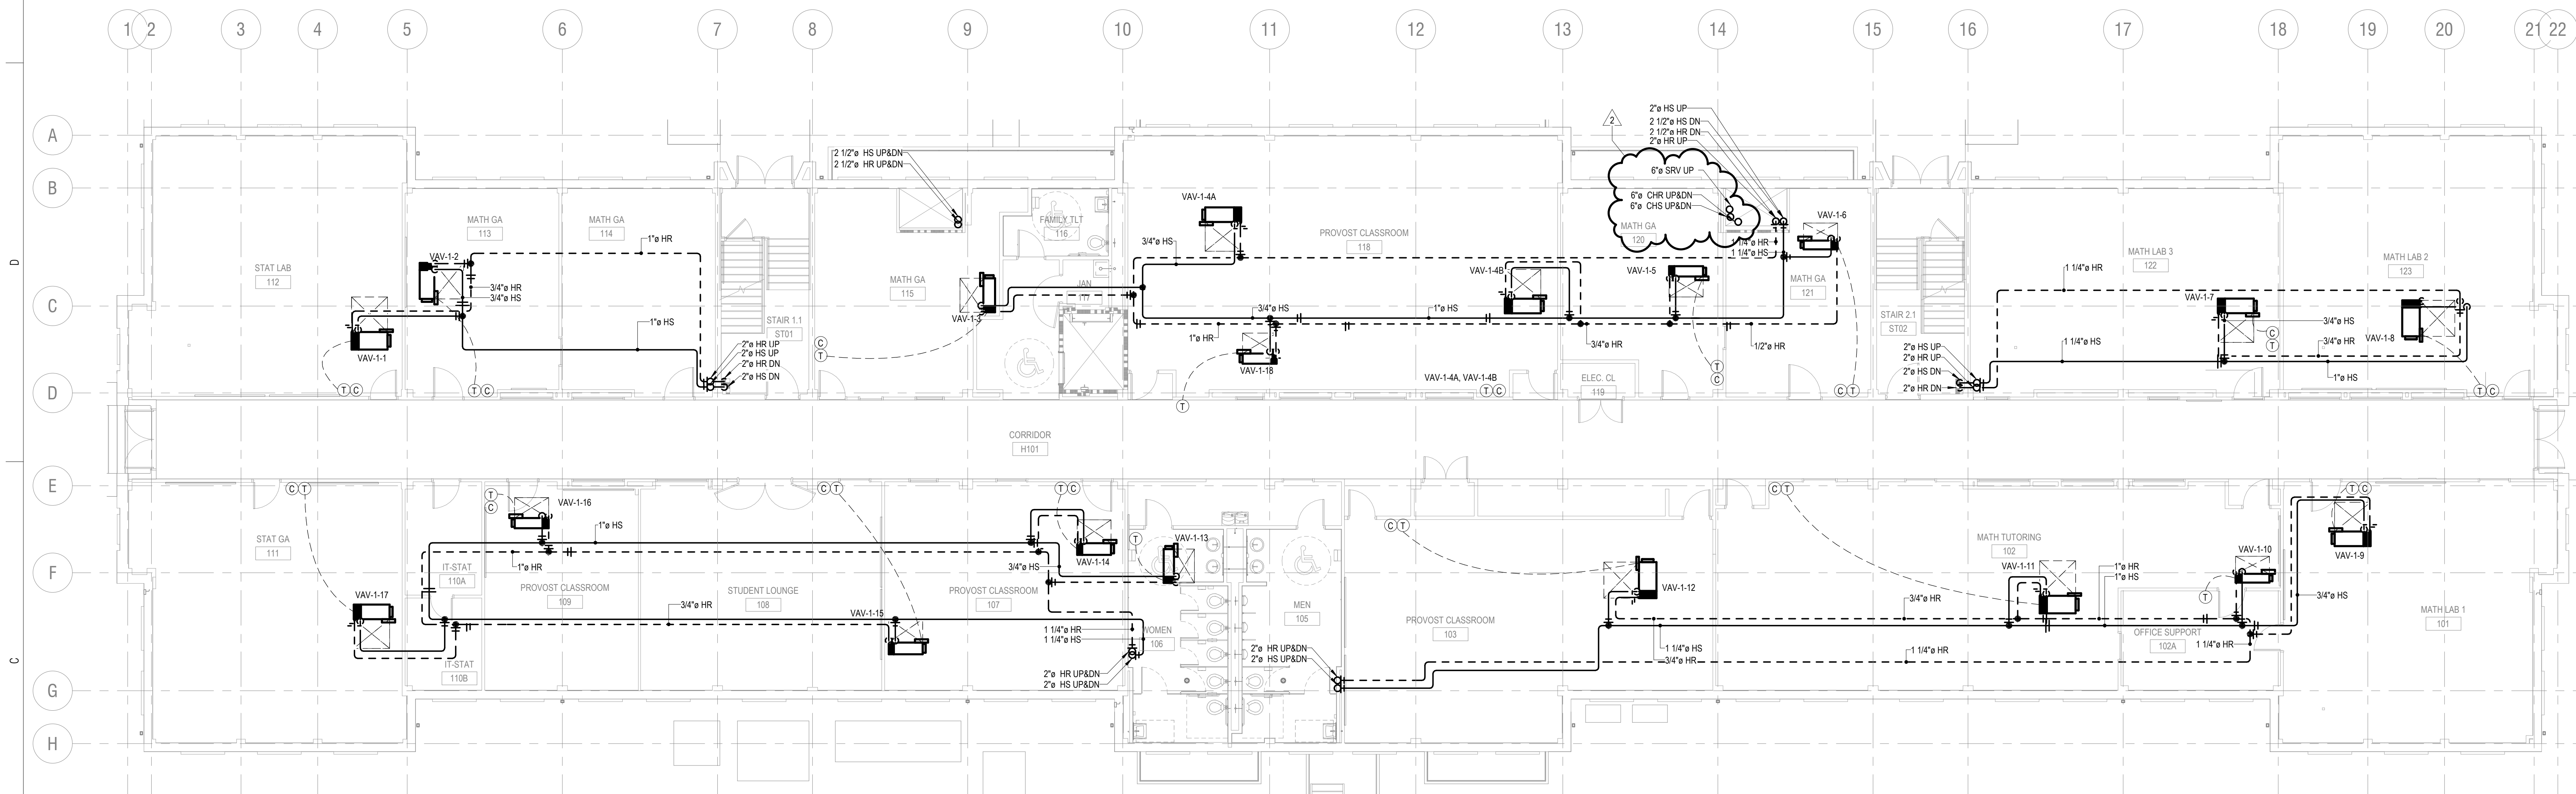 1 2 3 4 5 6 7 8 9 10 11 12 13 14 15 16 17 18 19 20 21 22
A
B
C
D
E
F
G
H
D
C
2
2"ø HS UP
2 1/2"ø HS DN
2 1/2"ø HR DN
2"ø HR UP
6"ø SRV UP
6"ø CHR UP&DN
6"ø CHS UP&DN
MATH GA
120
1 1/4"ø HR
1 1/4"ø HS
VAV-1-6
MATH GA
121
2 1/2"ø HS UP&DN
2 1/2"ø HR UP&DN
STAT LAB
112
VAV-1-1
T C
MATH GA
113
VAV-1-2
3/4"ø HR
3/4"ø HS
T C
MATH GA
114
1"ø HR
1"ø HS
2"ø HR UP
2"ø HS UP
2"ø HR DN
2"ø HS DN
STAIR 1.1
ST01
MATH GA
115
C
T
VAV-1-3
FAMILY TLT
116
JAN
117
VAV-1-4A
3/4"ø HS
PROVOST CLASSROOM
118
3/4"ø HS
1"ø HR
VAV-1-18
T
1"ø HS
VAV-1-4B
3/4"ø HR
VAV-1-4A, VAV-1-4B
T C
ELEC. CL
119
VAV-1-5
T
C
1/2"ø HR
C T
STAIR 2.1
ST02
2"ø HS UP
2"ø HR UP
2"ø HS DN
2"ø HR DN
MATH LAB 3
122
1 1/4"ø HR
1 1/4"ø HS
VAV-1-7
3/4"ø HS
3/4"ø HR
C
T
MATH LAB 2
123
VAV-1-8
1"ø HS
T C
CORRIDOR
H101
C T
STAT GA
111
VAV-1-17
IT-STAT
110A
IT-STAT
110B
T
C
VAV-1-16
1"ø HS
1"ø HR
PROVOST CLASSROOM
109
3/4"ø HR
STUDENT LOUNGE
108
C T
VAV-1-15
PROVOST CLASSROOM
107
T C
VAV-1-14
3/4"ø HS
1 1/4"ø HR
1 1/4"ø HS
2"ø HR UP&DN
2"ø HS UP&DN
T
VAV-1-13
WOMEN
106
MEN
105
2"ø HR UP&DN
2"ø HS UP&DN
C T
PROVOST CLASSROOM
103
VAV-1-12
1 1/4"ø HS
3/4"ø HR
C T
3/4"ø HR
1 1/4"ø HR
MATH TUTORING
102
VAV-1-11
1"ø HR
1"ø HS
VAV-1-10
T
OFFICE SUPPORT
102A
1 1/4"ø HR
T C
VAV-1-9
3/4"ø HS
MATH LAB 1
101